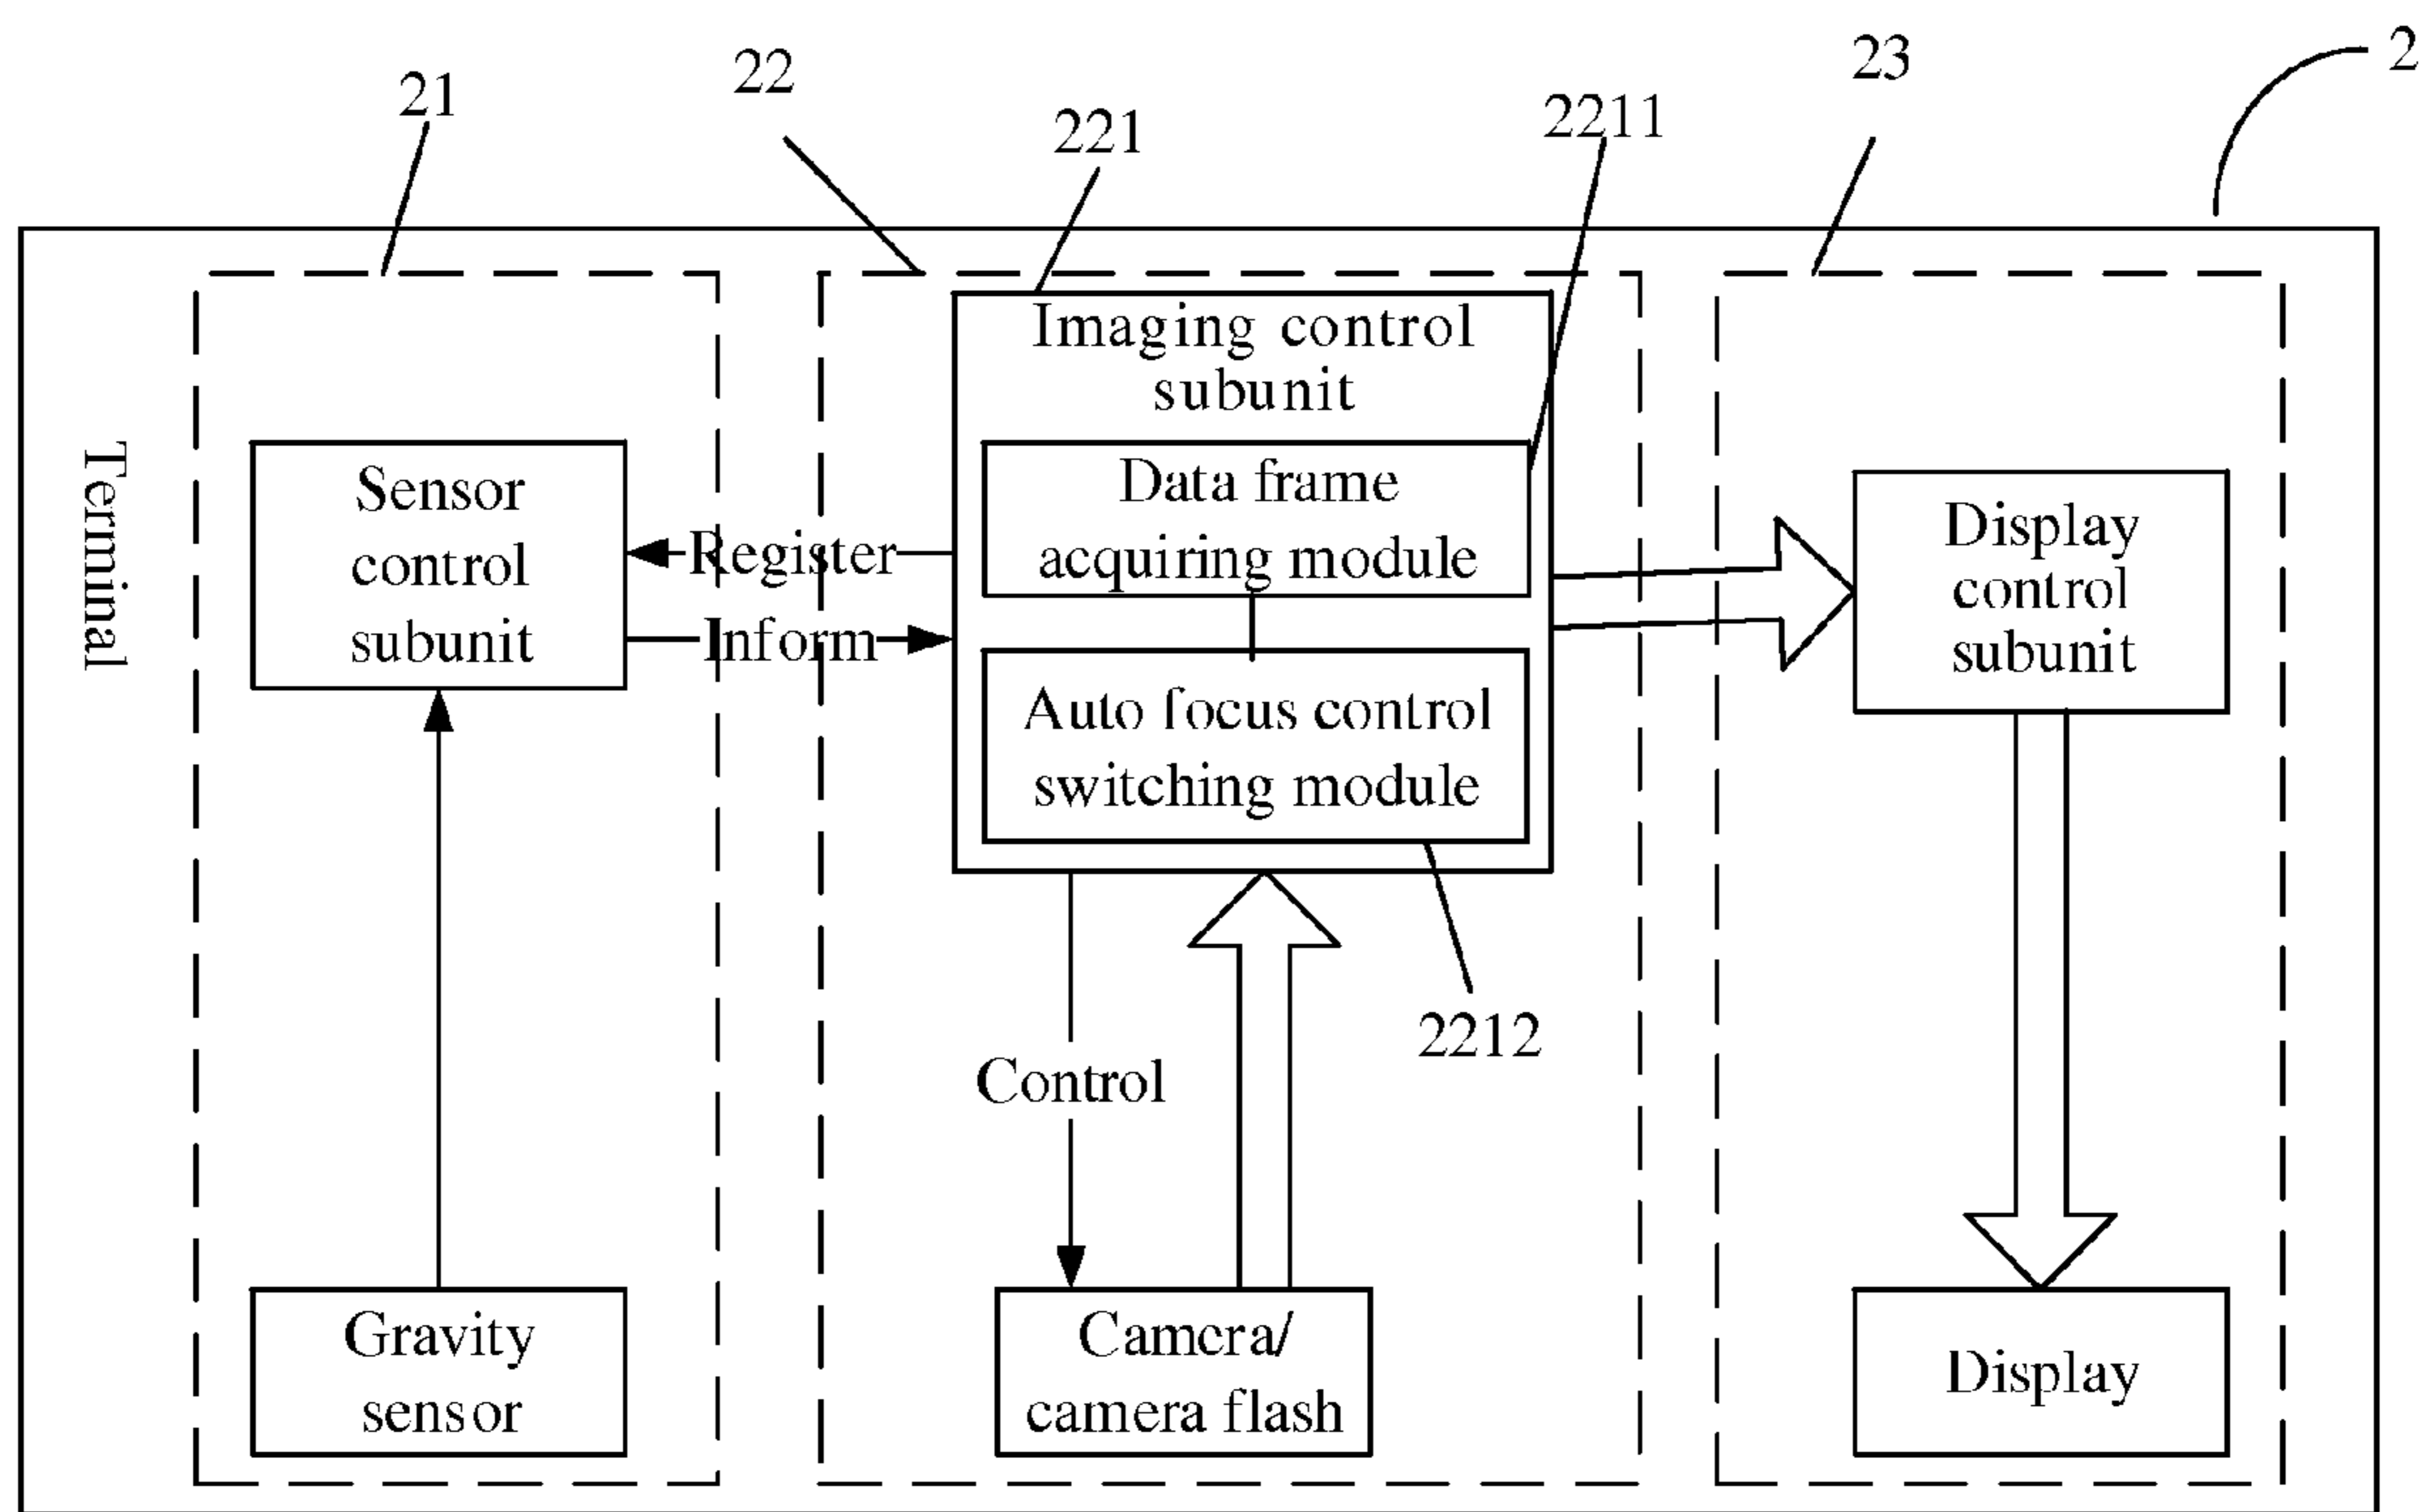 2
23
22
21
2211
221
Imaging control
subunit
Terminal
Sensor
control
subunit
Data frame
acquiring module
Register
Inform
Display
control
subunit
Auto focus control
switching module
2212
Control
Gravity
sensor
Camera/
camera flash
Display